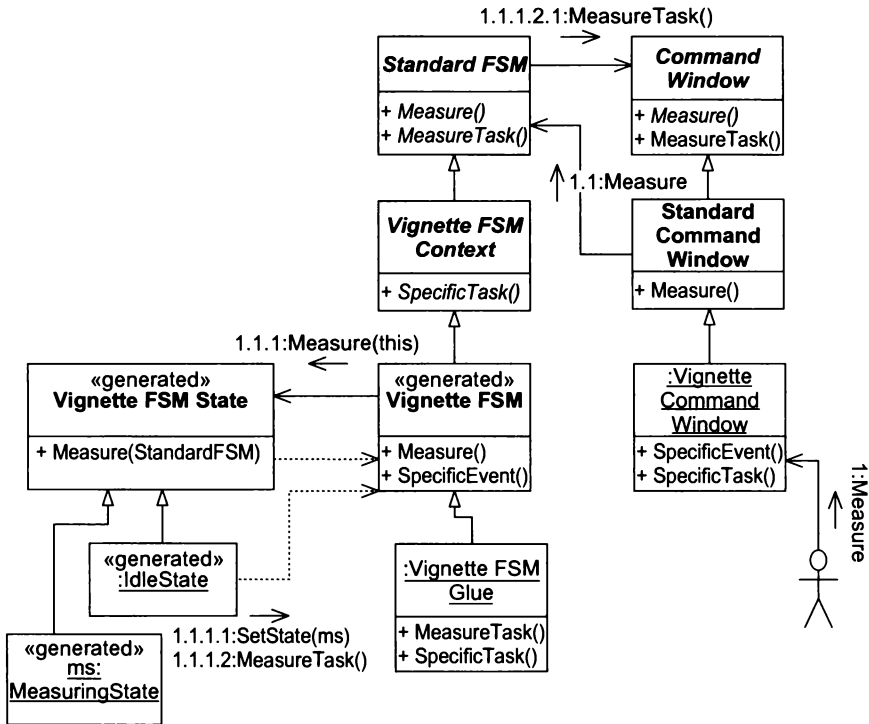 1.1.1.2.1:MeasureTask()
Standard FSM
+ Measure()
+ MeasureTask()
Command
Window
+ Measure()
+ MeasureTask()
1.1:Measure
Vignette FSM
Context
+ SpecificTask()
Standard
Command
Window
+ Measure()
1.1.1:Measure(this)
«generated»
Vignette FSM State
+ Measure(StandardFSM)
«generated»
Vignette FSM
+ Measure()
+ SpecificEvent()
:Vignette
Command
Window
+ SpecificEvent()
+ SpecificTask()
1:Measure
«generated»
:IdleState
:Vignette FSM
Glue
+ MeasureTask()
+ SpecificTask()
1.1.1.1:SetState(ms)
1.1.1.2:MeasureTask()
«generated»
ms:
MeasuringState